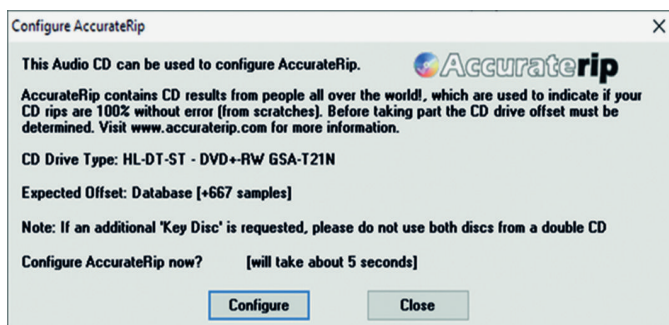 Configure AccurateRip
This Audio CD can be used to configure AccurateRip.
Accuraterip
AccurateRip contains CD results from people all over the world!, which are used to indicate if your
CD rips are 100% without error (from scratches). Before taking part the CD drive offset must be
determined. Visit www.accuraterip.com for more information.
CD Drive Type: HL-DT-ST - DVD+-RW GSA-T21N
Expected Offset: Database [+667 samples]
Note: If an additional 'Key Disc' is requested, please do not use both discs from a double CD
Configure AccurateRip now? [will take about 5 seconds]
Configure Close